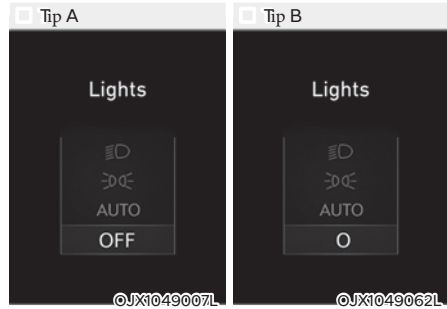 Tip A
Lights
AUTO
OFF
OJX1049007L
Tip B
Lights
AUTO
O
OJX1049062L